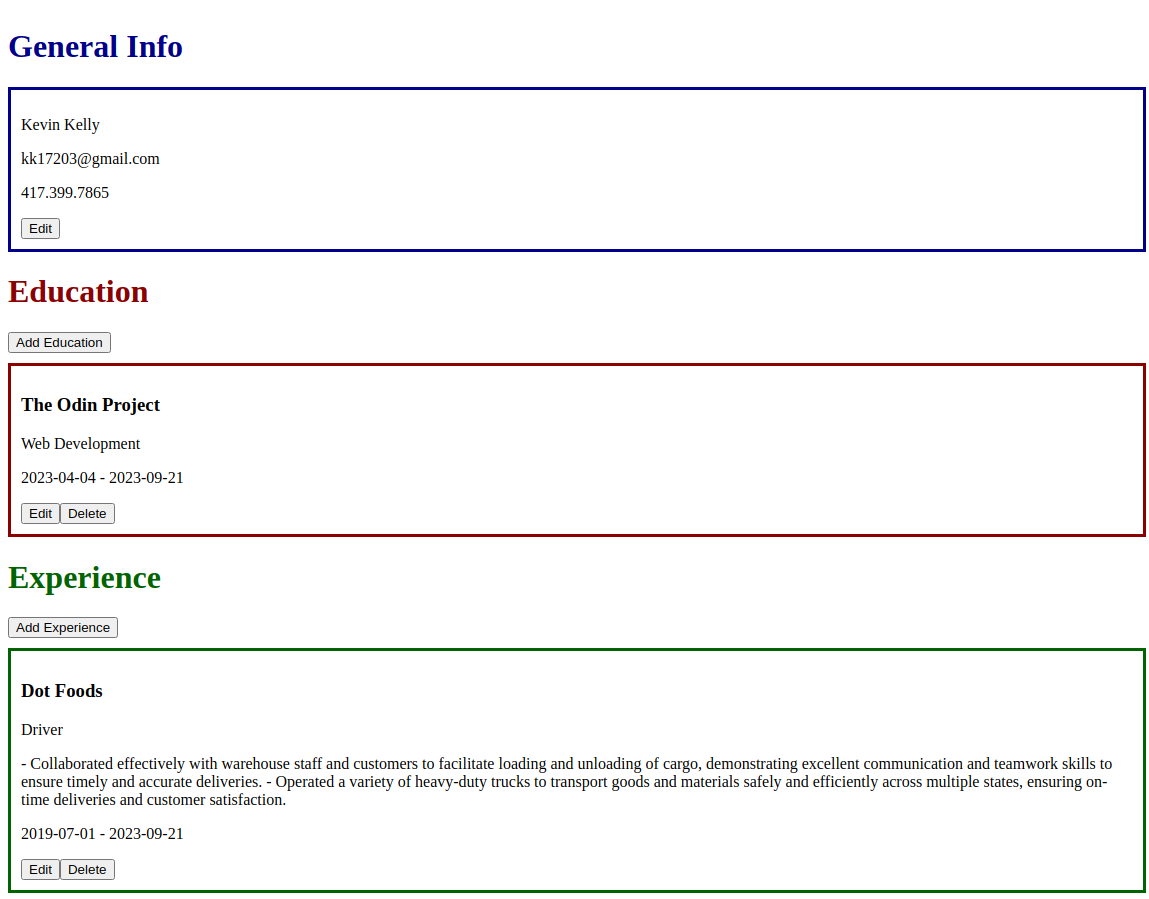 General Info
Kevin Kelly
kk17203@gmail.com
417.399.7865
Edit
Education
Add Education
The Odin Project
Web Development
2023-04-04 - 2023-09-21
Edit Delete
Experience
Add Experience
Dot Foods
Driver
- Collaborated effectively with warehouse staff and customers to facilitate loading and unloading of cargo, demonstrating excellent communication and teamwork skills to
ensure timely and accurate deliveries. - Operated a variety of heavy-duty trucks to transport goods and materials safely and efficiently across multiple states, ensuring on-
time deliveries and customer satisfaction.
2019-07-01 - 2023-09-21
Edit Delete